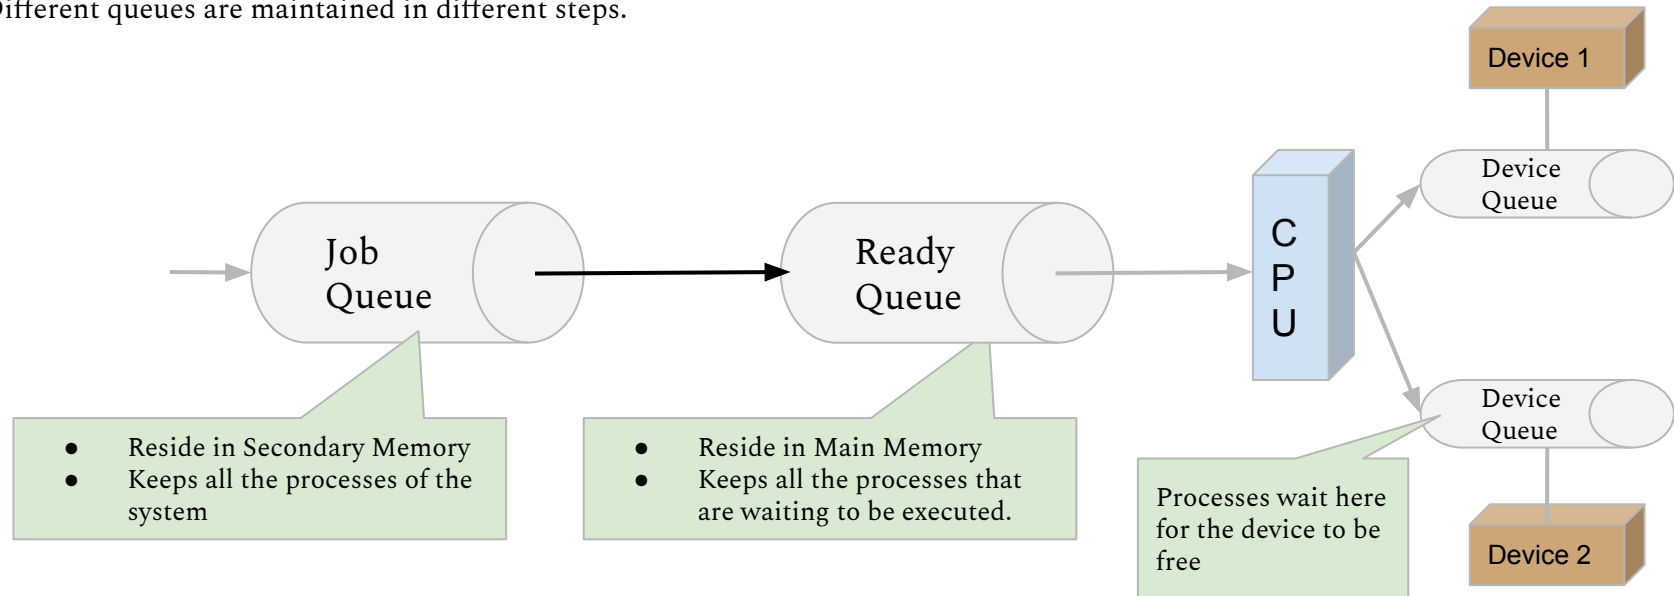 Different queues are maintained in different steps.
Device 1
Device
Queue
Job
Queue
Ready
Queue
C
P
U
● Reside in Secondary Memory
● Keeps all the processes of the
system
● Reside in Main Memory
● Keeps all the processes that
are waiting to be executed.
Device
Queue
Processes wait here
for the device to be
free
Device 2